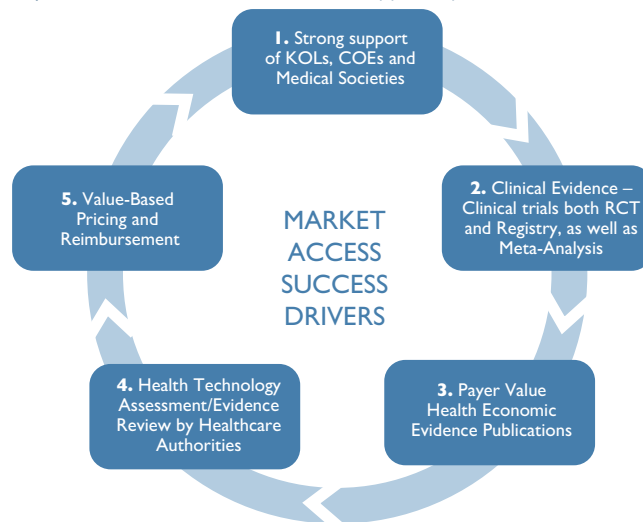 1. Strong support
of KOLs, COEs and
Medical Societies
2. Clinical Evidence –
Clinical trials both RCT
and Registry, as well as
Meta-Analysis
3. Payer Value
Health Economic
Evidence Publications
4. Health Technology
Assessment/Evidence
Review by Healthcare
Authorities
5. Value-Based
Pricing and
Reimbursement
MARKET
ACCESS
SUCCESS
DRIVERS